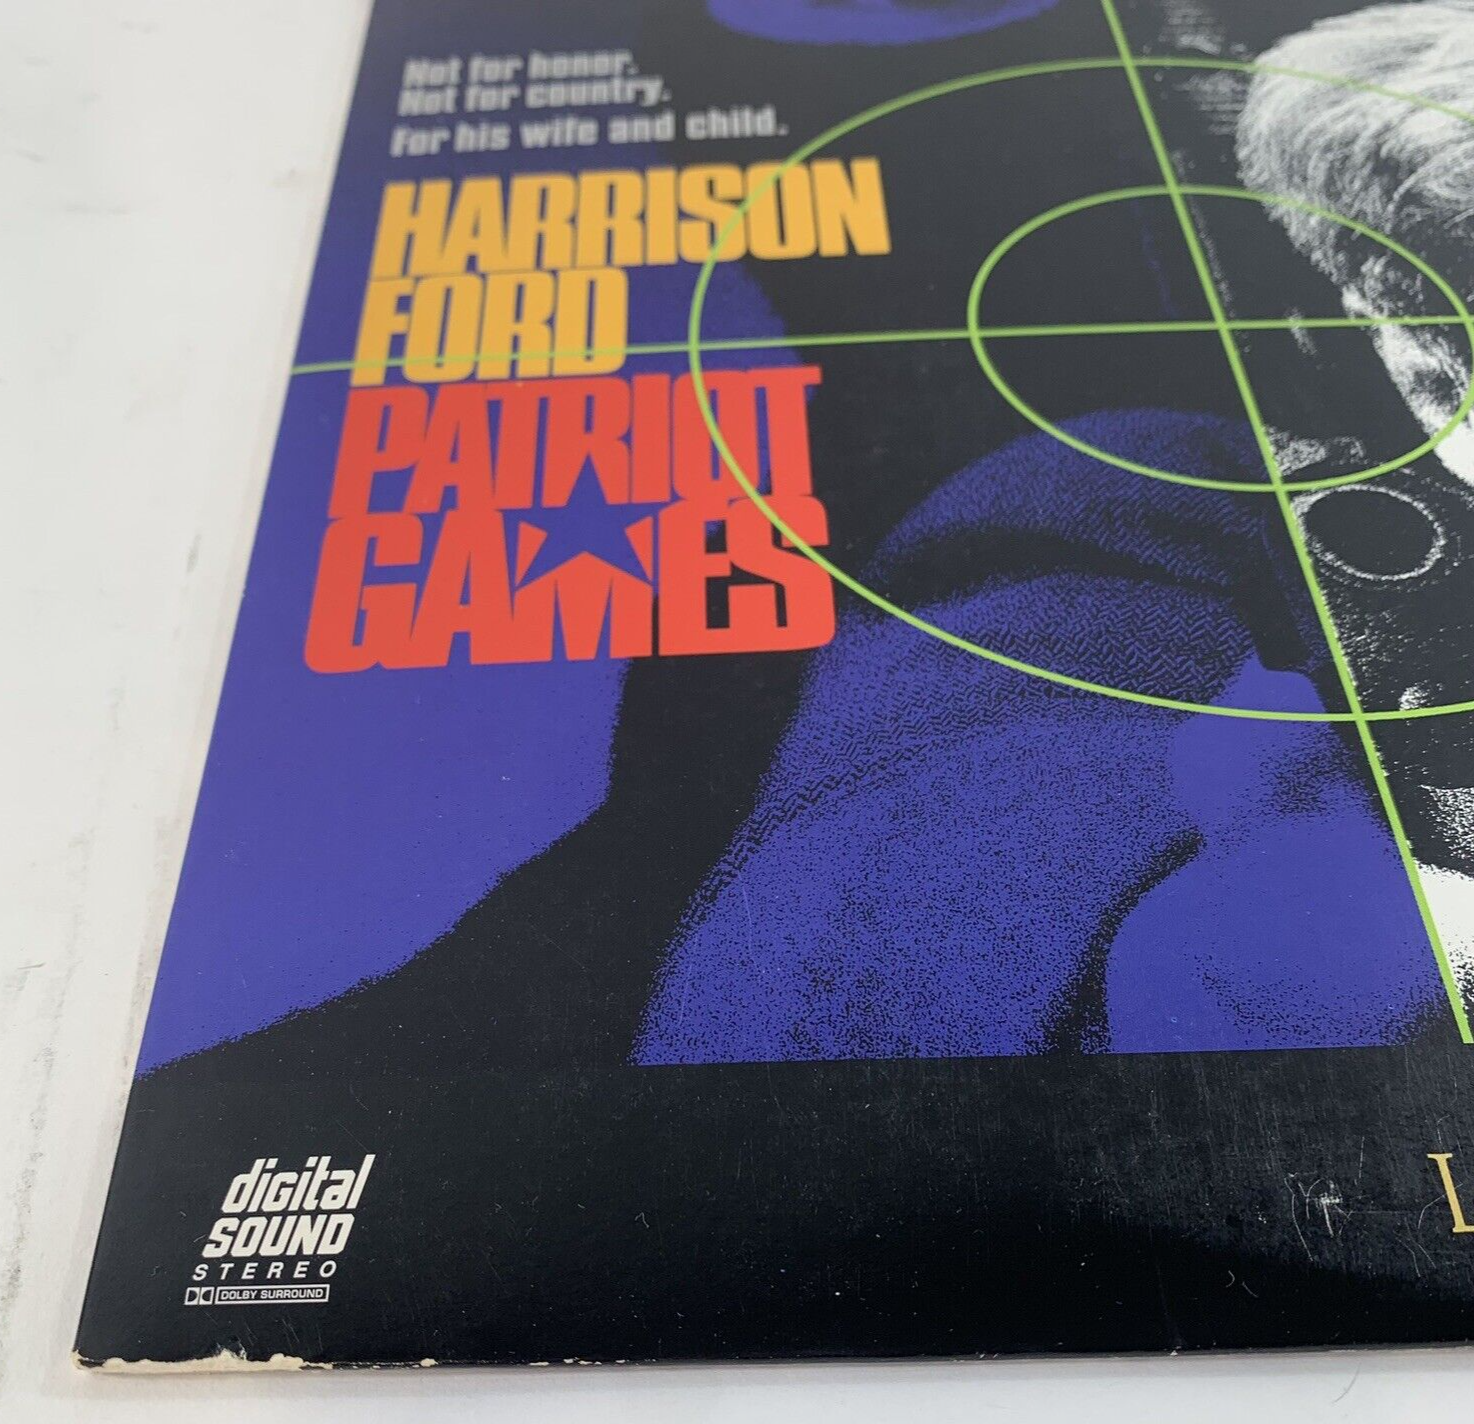 Not for honor.
Not for country.
For his wife and child.
HARRISON
FORD
PATRIOT
GAMES
digital
SOUND
STEREO
DOLBY SURROUND
L